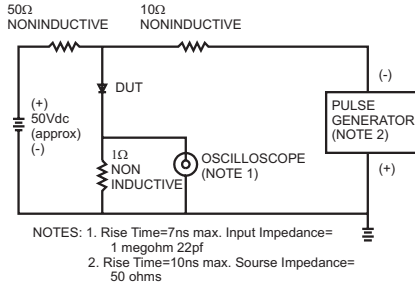 50Ω
NONINDUCTIVE
10Ω
NONINDUCTIVE
DUT
(+)
50Vdc
(approx)
(-)
(-)
PULSE
GENERATOR
(NOTE 2)
(+)
1Ω
NON
INDUCTIVE
OSCILLOSCOPE
(NOTE 1)
NOTES: 1. Rise Time=7ns max. Input Impedance=
1 megohm 22pf
2. Rise Time=10ns max. Sourse Impedance=
50 ohms